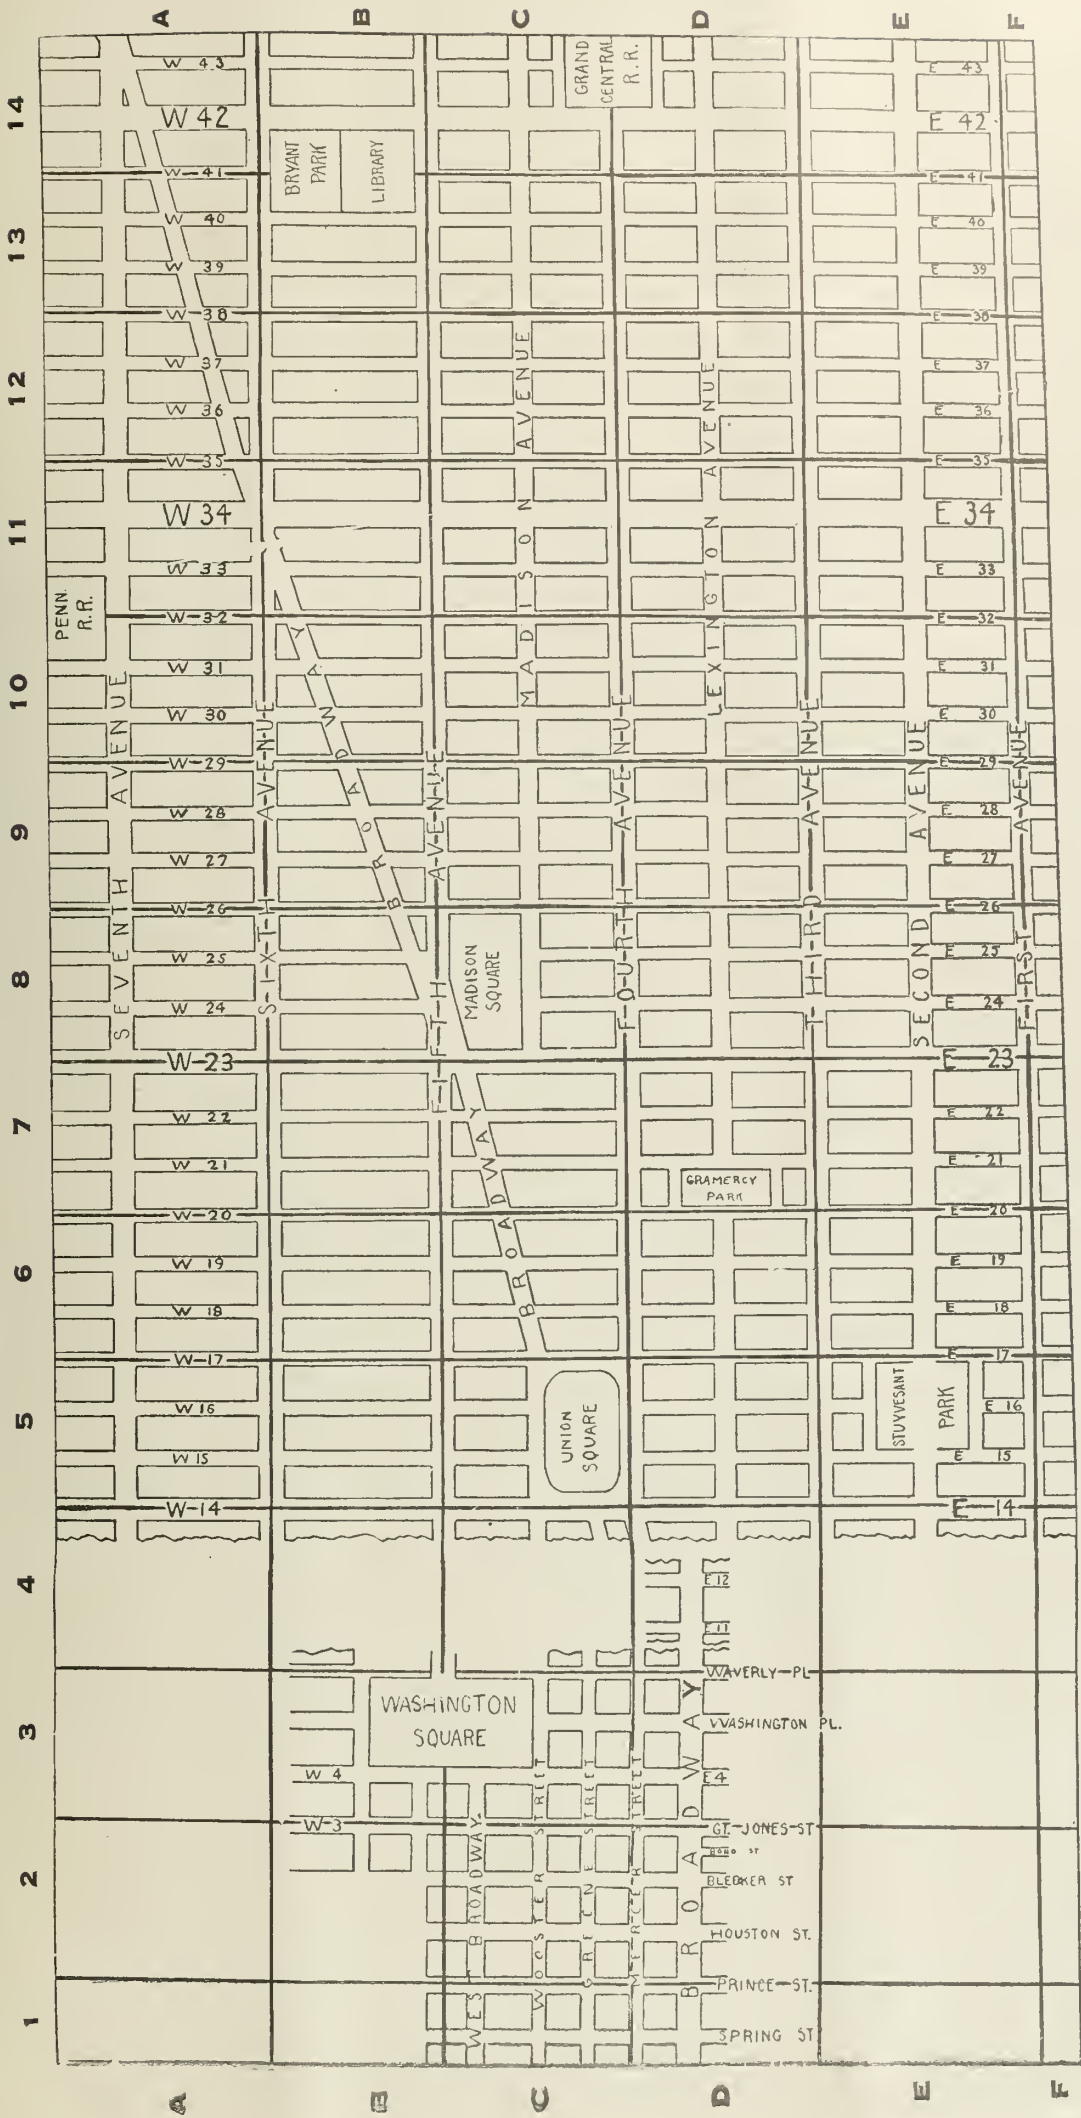 A B C D E F
14
13
12
11
10
9
8
7
6
5
4
3
2
1
W 43
E 43
GRAND
CENTRAL
R. R.
W 42
E 42
BRYANT
PARK
LIBRARY
W 41
E 41
W 40
E 40
W 39
E 39
W 38
E 38
W 37
E 37
W 36
E 36
W 35
E 35
W 34
E 34
W 33
E 33
PENN.
R.R.
W 32
E 32
W 31
E 31
W 30
E 30
W 29
E 29
W 28
E 28
W 27
E 27
W 26
E 26
W 25
E 25
W 24
E 24
W-23
E 23
SEVENTH AVENUE
SIXTH AVENUE
BROADWAY
FIFTH AVENUE
MADISON AVENUE
FOURTH AVENUE
LEXINGTON AVENUE
THIRD AVENUE
SECOND AVENUE
FIRST AVENUE
MADISON
SQUARE
W 22
E 22
W 21
E 21
GRAMERCY
PARK
BROADWAY
W-20
E 20
W 19
E 19
W 18
E 18
W-17
E 17
W 16
E 16
UNION
SQUARE
STUYVESANT
PARK
W 15
E 15
W-14
E 14
E 12
E 11
WAVERLY PL
WASHINGTON
SQUARE
WASHINGTON PL.
W 4
E 4
W-3
GT. JONES ST
BOND ST
BLEEKER ST
HOUSTON ST.
PRINCE ST.
SPRING ST
WEST BROADWAY
WOOSTER STREET
GREENE STREET
MERCER STREET
BROADWAY
A B C D E F